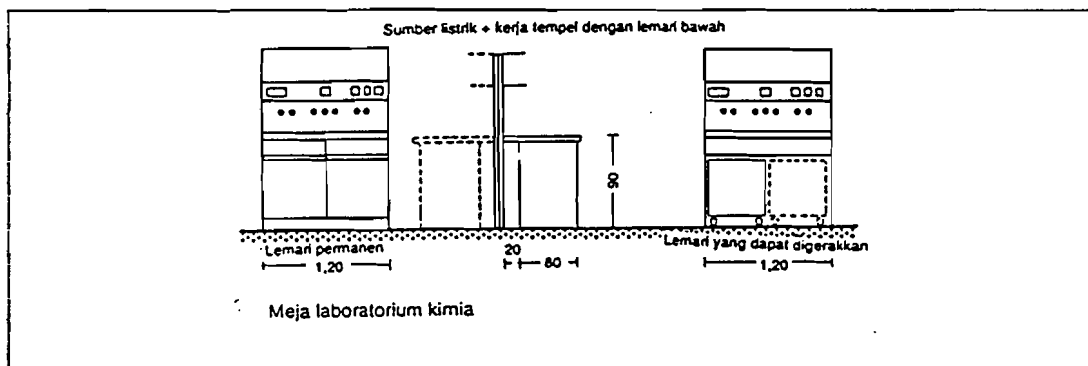 Sumber listrik + kerja tempel dengan lemari bawah
90
Lemari permanen
20
Lemari yang dapat digerakkan
1,20
80
1,20
Meja laboratorium kimia